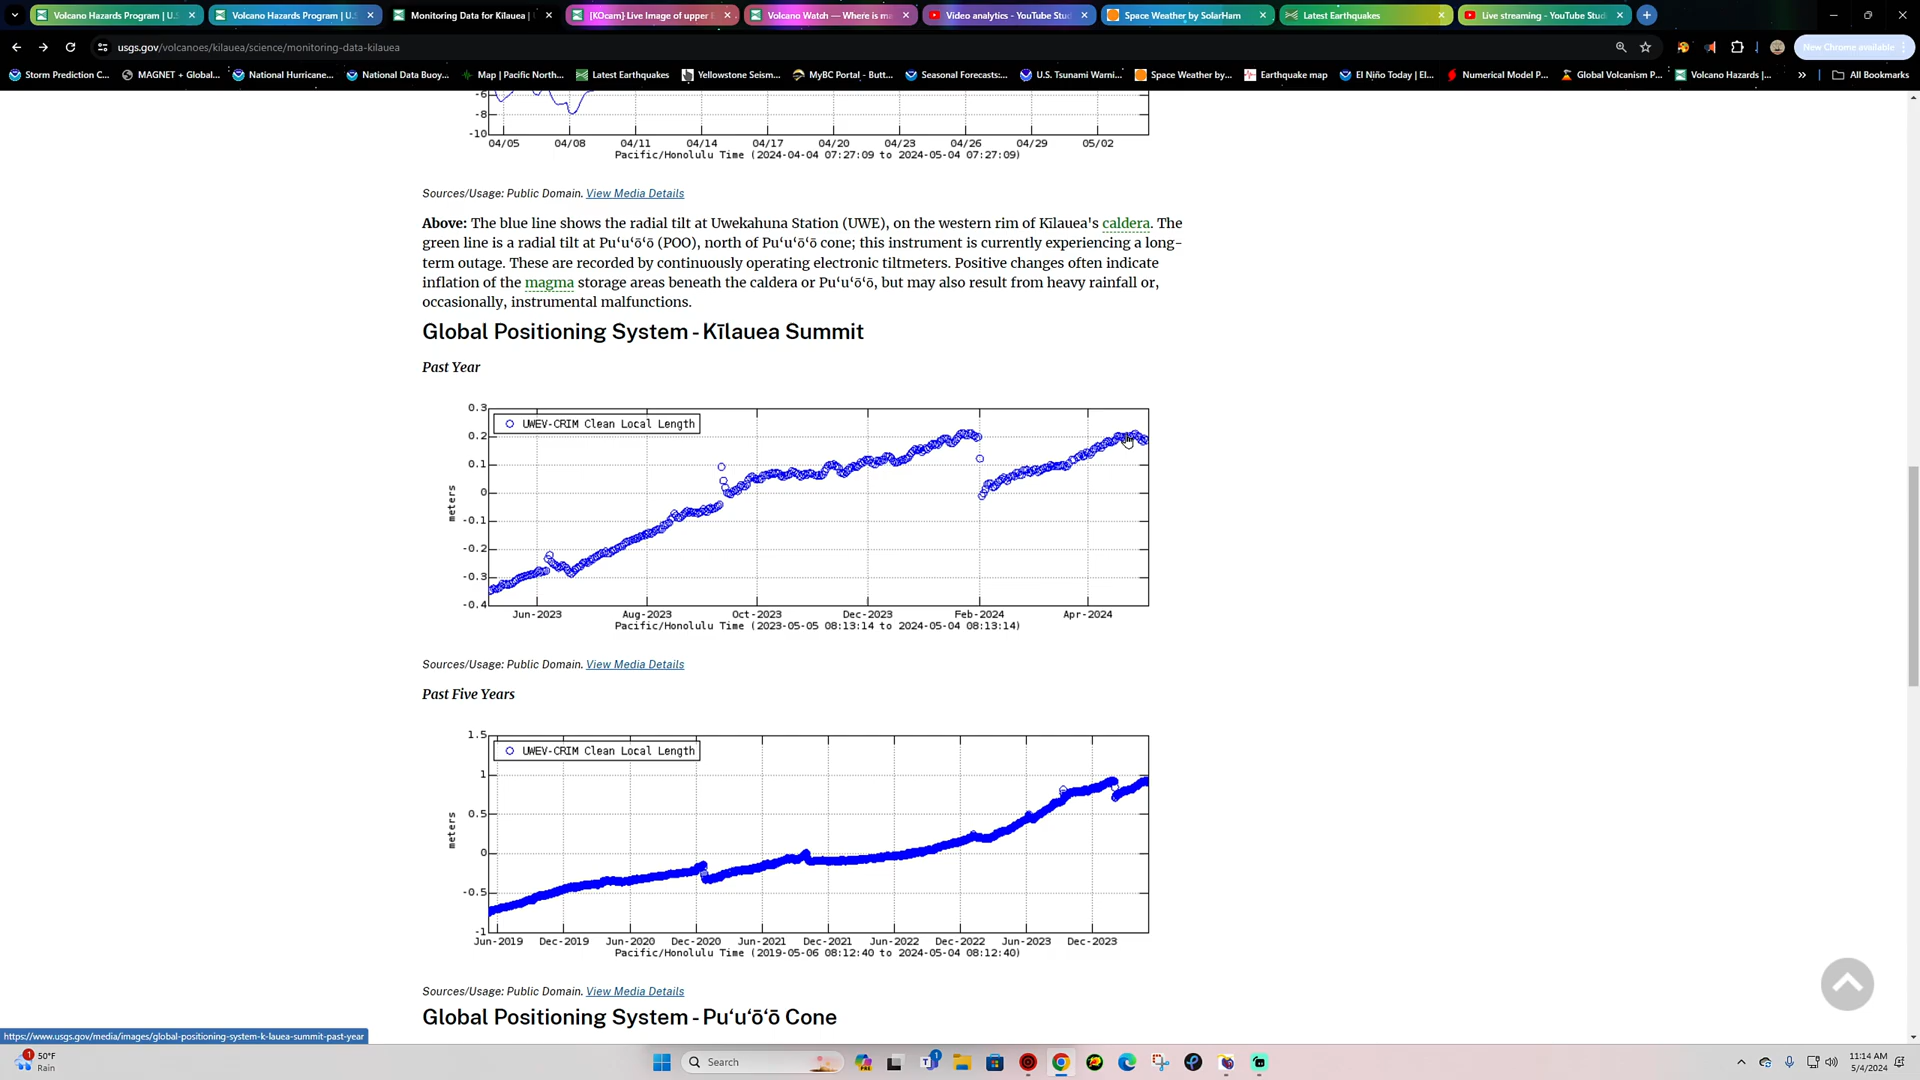 Volcano Hazards Program | U.S
Volcano Hazards Program | U.S
Monitoring Data for Kīlauea | U
[KOcam] Live Image of upper E
Volcano Watch — Where is ma
Video analytics - YouTube Stud
Space Weather by SolarHam
Latest Earthquakes
Live streaming - YouTube Stud
usgs.gov/volcanoes/kilauea/science/monitoring-data-kilauea
New Chrome available
Storm Prediction C...
MAGNET + Global...
National Hurricane...
National Data Buoy...
Map | Pacific North...
Latest Earthquakes
Yellowstone Seism...
MyBC Portal - Butt...
Seasonal Forecasts:...
U.S. Tsunami Warni...
Space Weather by...
Earthquake map
El Niño Today | El...
Numerical Model P...
Global Volcanism P...
Volcano Hazards |...
All Bookmarks
-6
-8
-10
04/05 04/08 04/11 04/14 04/17 04/20 04/23 04/26 04/29 05/02
Pacific/Honolulu Time (2024-04-04 07:27:09 to 2024-05-04 07:27:09)
Sources/Usage: Public Domain. View Media Details
Above: The blue line shows the radial tilt at Uwekahuna Station (UWE), on the western rim of Kīlauea's caldera. The
green line is a radial tilt at Puʻuʻōʻō (POO), north of Puʻuʻōʻō cone; this instrument is currently experiencing a long-
term outage. These are recorded by continuously operating electronic tiltmeters. Positive changes often indicate
inflation of the magma storage areas beneath the caldera or Puʻuʻōʻō, but may also result from heavy rainfall or,
occasionally, instrumental malfunctions.
Global Positioning System - Kīlauea Summit
Past Year
UWEV-CRIM Clean Local Length
meters
0.3
0.2
0.1
0
-0.1
-0.2
-0.3
-0.4
Jun-2023 Aug-2023 Oct-2023 Dec-2023 Feb-2024 Apr-2024
Pacific/Honolulu Time (2023-05-05 08:13:14 to 2024-05-04 08:13:14)
Sources/Usage: Public Domain. View Media Details
Past Five Years
UWEV-CRIM Clean Local Length
meters
1.5
1
0.5
0
-0.5
-1
Jun-2019 Dec-2019 Jun-2020 Dec-2020 Jun-2021 Dec-2021 Jun-2022 Dec-2022 Jun-2023 Dec-2023
Pacific/Honolulu Time (2019-05-06 08:12:40 to 2024-05-04 08:12:40)
Sources/Usage: Public Domain. View Media Details
Global Positioning System - Puʻuʻōʻō Cone
https://www.usgs.gov/media/images/global-positioning-system-k-lauea-summit-past-year
1
50°F
Rain
Search
1
11:14 AM
5/4/2024